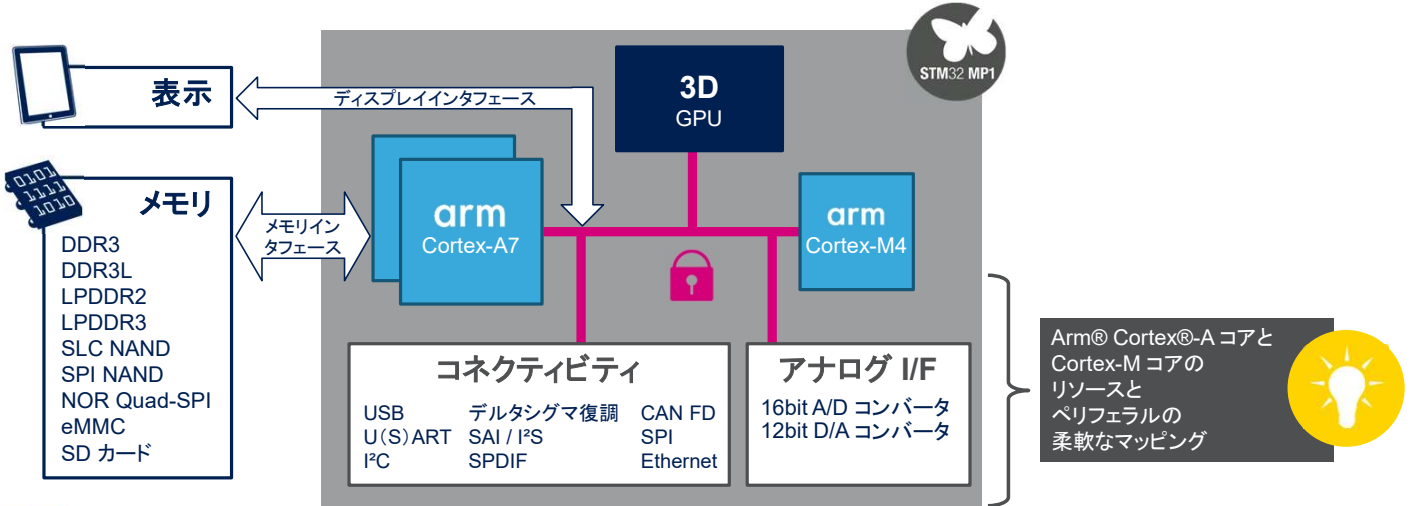 STM32 MP1
表示
ディスプレイインタフェース
3D
GPU
0101
1111
1010
メモリ
DDR3
DDR3L
LPDDR2
LPDDR3
SLC NAND
SPI NAND
NOR Quad-SPI
eMMC
SD カード
メモリイン
タフェース
arm
Cortex-A7
arm
Cortex-M4
コネクティビティ
USB デルタシグマ復調 CAN FD
U(S)ART SAI / I²S SPI
I²C SPDIF Ethernet
アナログ I/F
16bit A/D コンバータ
12bit D/A コンバータ
Arm® Cortex®-A コアと
Cortex-M コアの
リソースと
ペリフェラルの
柔軟なマッピング